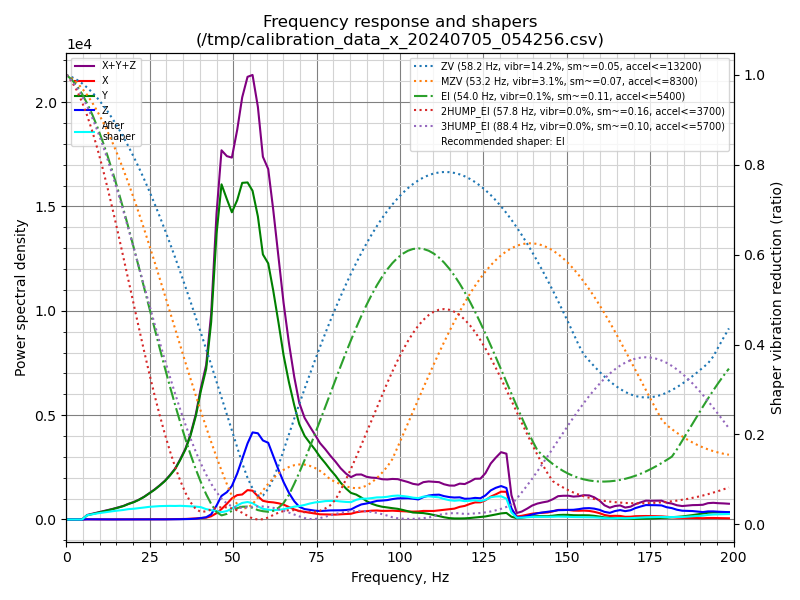 Frequency response and shapers
(/tmp/calibration_data_x_20240705_054256.csv)
1e4
X+Y+Z
X
Y
Z
After
shaper
ZV (58.2 Hz, vibr=14.2%, sm~=0.05, accel<=13200)
MZV (53.2 Hz, vibr=3.1%, sm~=0.07, accel<=8300)
EI (54.0 Hz, vibr=0.1%, sm~=0.11, accel<=5400)
2HUMP_EI (57.8 Hz, vibr=0.0%, sm~=0.16, accel<=3700)
3HUMP_EI (88.4 Hz, vibr=0.0%, sm~=0.10, accel<=5700)
Recommended shaper: EI
Power spectral density
2.0
1.5
1.0
0.5
0.0
1.0
0.8
0.6
0.4
0.2
0.0
Shaper vibration reduction (ratio)
0 25 50 75 100 125 150 175 200
Frequency, Hz